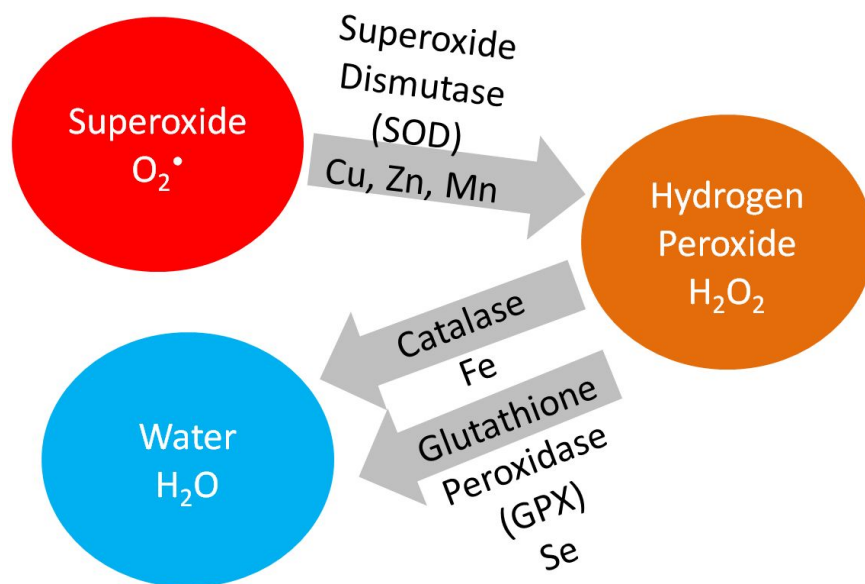 Superoxide
O₂•
Superoxide
Dismutase
(SOD)
Cu, Zn, Mn
Hydrogen
Peroxide
H₂O₂
Catalase
Fe
Glutathione
Peroxidase
(GPX)
Se
Water
H₂O